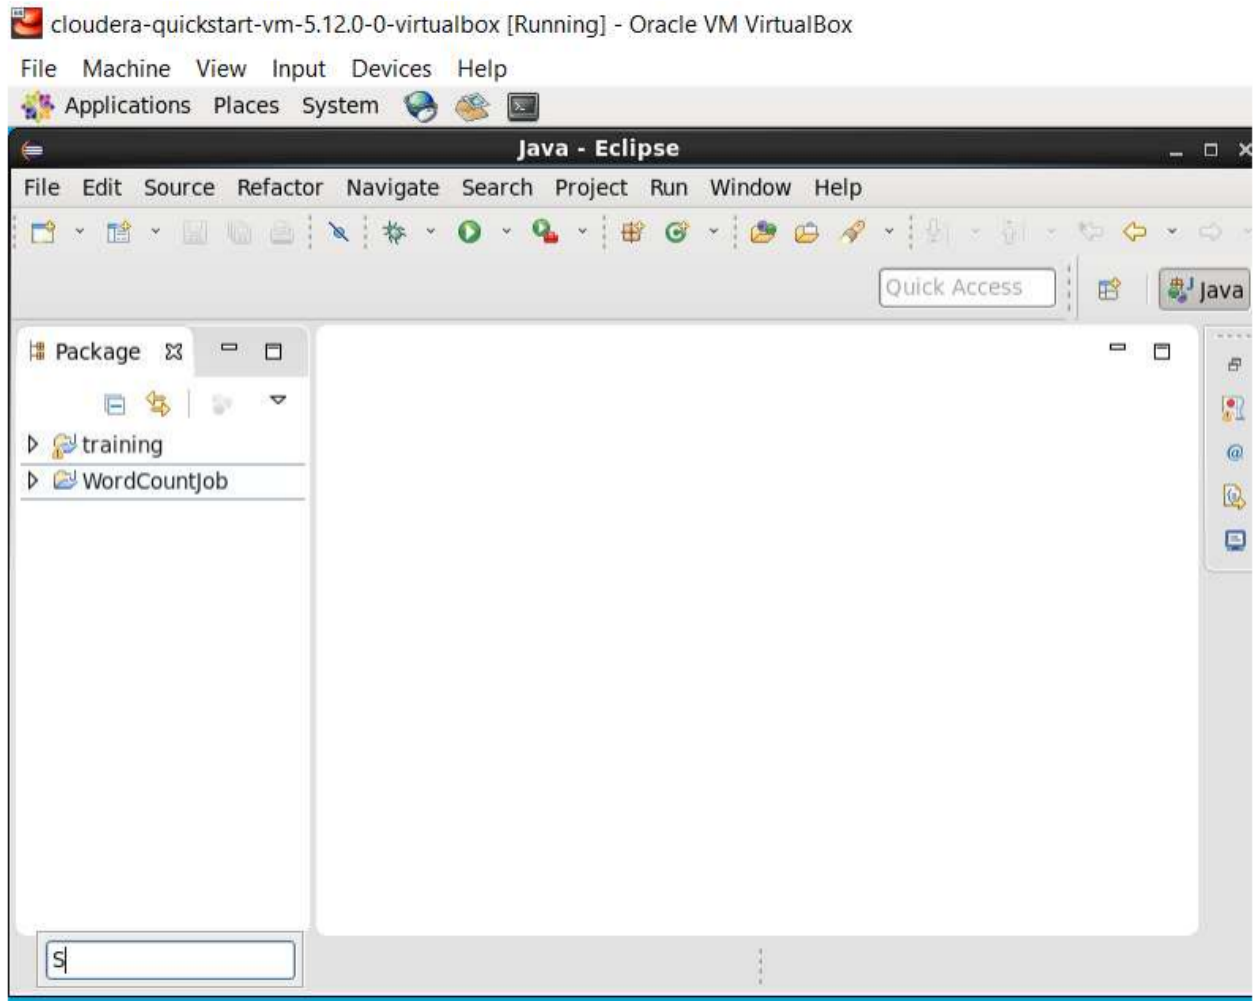 cloudera-quickstart-vm-5.12.0-0-virtualbox [Running] - Oracle VM VirtualBox
File Machine View Input Devices Help
Applications Places System
Java - Eclipse
File Edit Source Refactor Navigate Search Project Run Window Help
Quick Access
Java
Package
training
WordCountJob
S